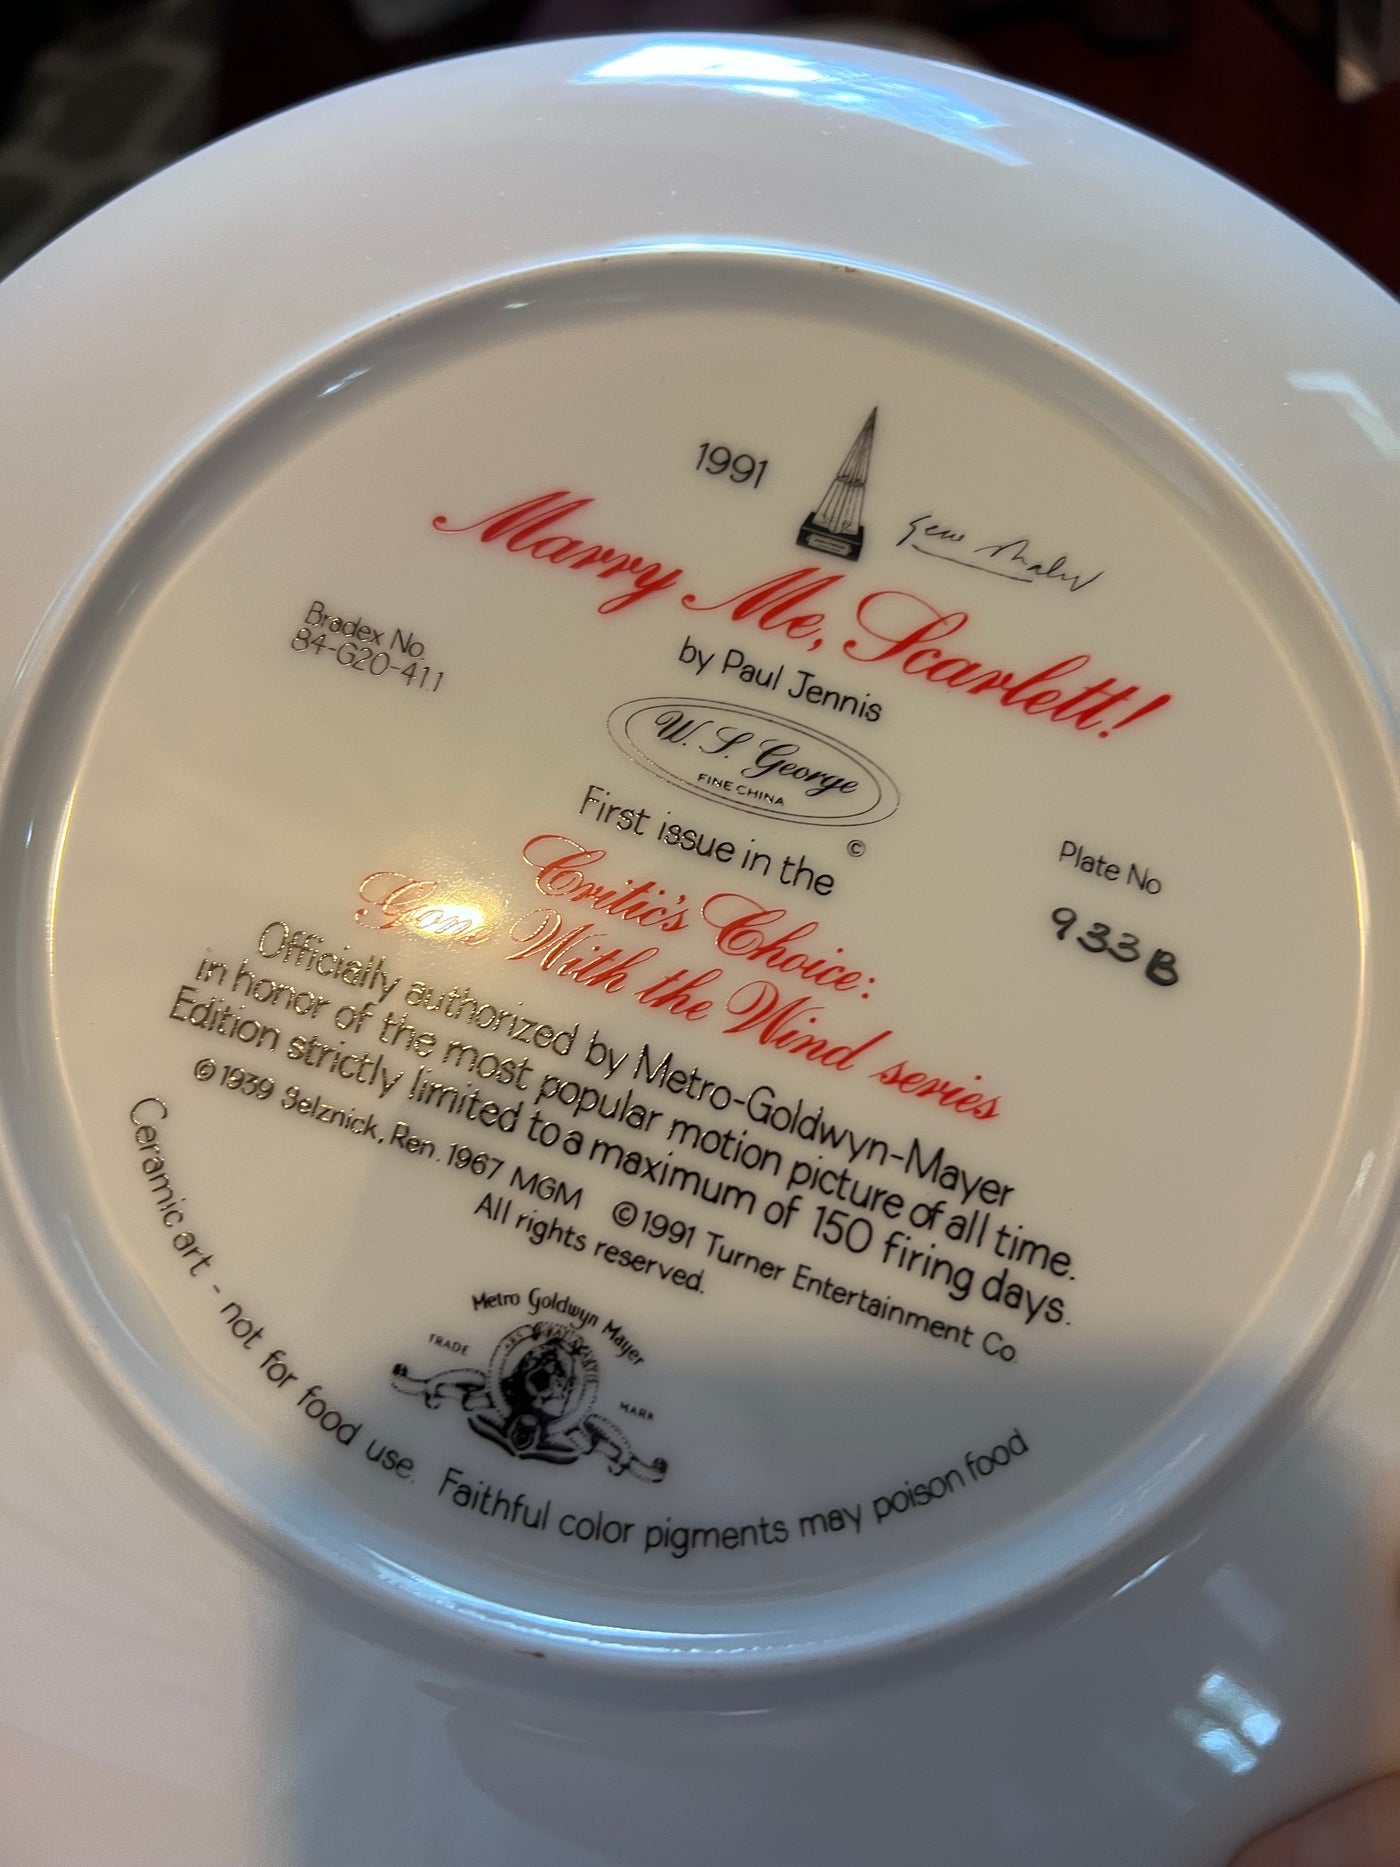 1991
Marry Me, Scarlett!
by Paul Jennis
Bradex No.
84-G20-411
W. S. George
FINE CHINA
©
First issue in the
Critic's Choice:
Gone With the Wind series
Plate No
933B
Officially authorized by Metro-Goldwyn-Mayer
in honor of the most popular motion picture of all time.
Edition strictly limited to a maximum of 150 firing days.
©1939 Selznick, Ren. 1967 MGM ©1991 Turner Entertainment Co.
All rights reserved.
Metro Goldwyn Mayer
TRADE
MARK
Ceramic art - not for food use. Faithful color pigments may poison food